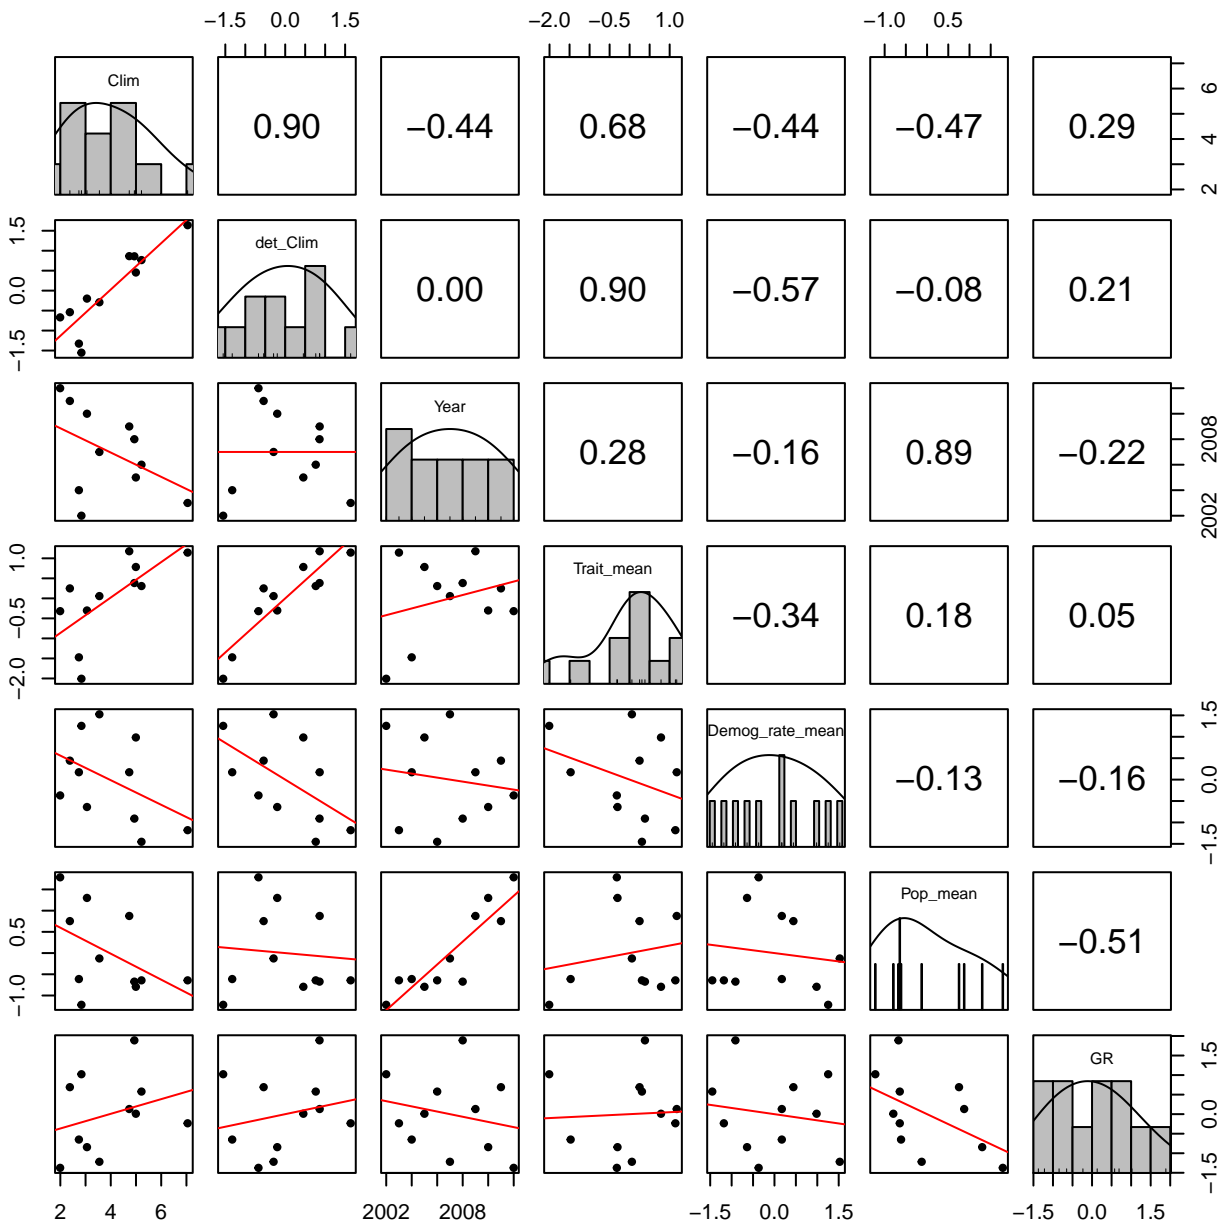 −1.5 0.0 1.5 −2.0 −0.5 1.0 −1.0 0.5
Clim 0.90 −0.44 0.68 −0.44 −0.47 0.29 2 4 6
−1.5 0.0 1.5 det_Clim 0.00 0.90 −0.57 −0.08 0.21
Year 0.28 −0.16 0.89 −0.22 2002 2008
−2.0 −0.5 1.0 Trait_mean −0.34 0.18 0.05
Demog_rate_mean −0.13 −0.16 −1.5 0.0 1.5
−1.0 0.5 Pop_mean −0.51
GR −1.5 0.0 1.5
2 4 6 2002 2008 −1.5 0.0 1.5 −1.5 0.0 1.5